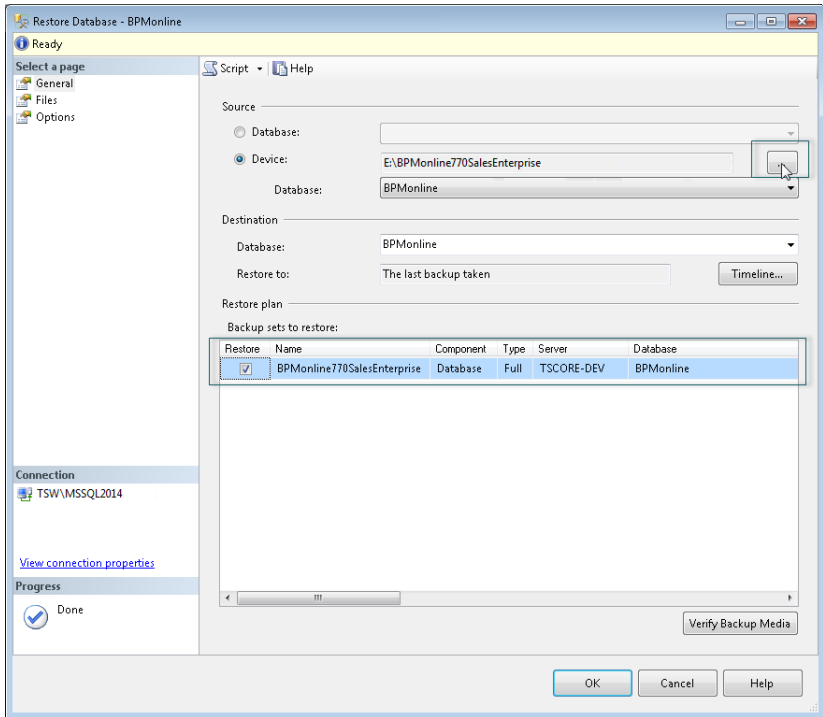 Restore Database - BPMonline
Ready
Select a page
General
Files
Options
Script Help
Source
Database:
Device: E:\BPMonline770SalesEnterprise ...
Database: BPMonline
Destination
Database: BPMonline
Restore to: The last backup taken Timeline...
Restore plan
Backup sets to restore:
Restore Name Component Type Server Database
BPMonline770SalesEnterprise Database Full TSCORE-DEV BPMonline
Connection
TSW\MSSQL2014
View connection properties
Progress
Done
Verify Backup Media
OK Cancel Help